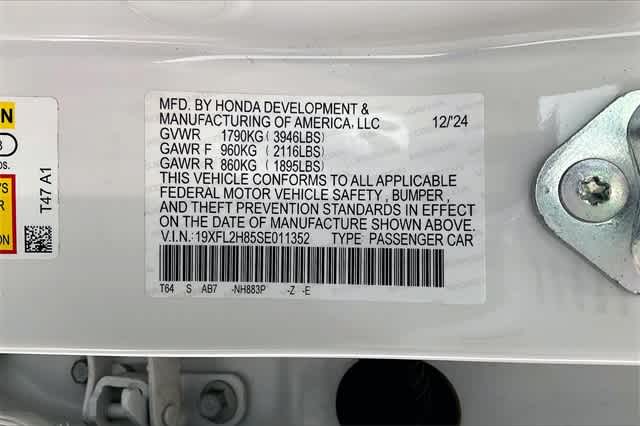 MFD. BY HONDA DEVELOPMENT &
MANUFACTURING OF AMERICA, LLC 12/'24
GVWR 1790KG (3946LBS)
GAWR F 960KG (2116LBS)
GAWR R 860KG (1895LBS)
THIS VEHICLE CONFORMS TO ALL APPLICABLE
FEDERAL MOTOR VEHICLE SAFETY, BUMPER,
AND THEFT PREVENTION STANDARDS IN EFFECT
ON THE DATE OF MANUFACTURE SHOWN ABOVE.
V.I.N.: 19XFL2H85SE011352 TYPE PASSENGER CAR
T64 S AB7 -NH883P -Z -E
T47 A1